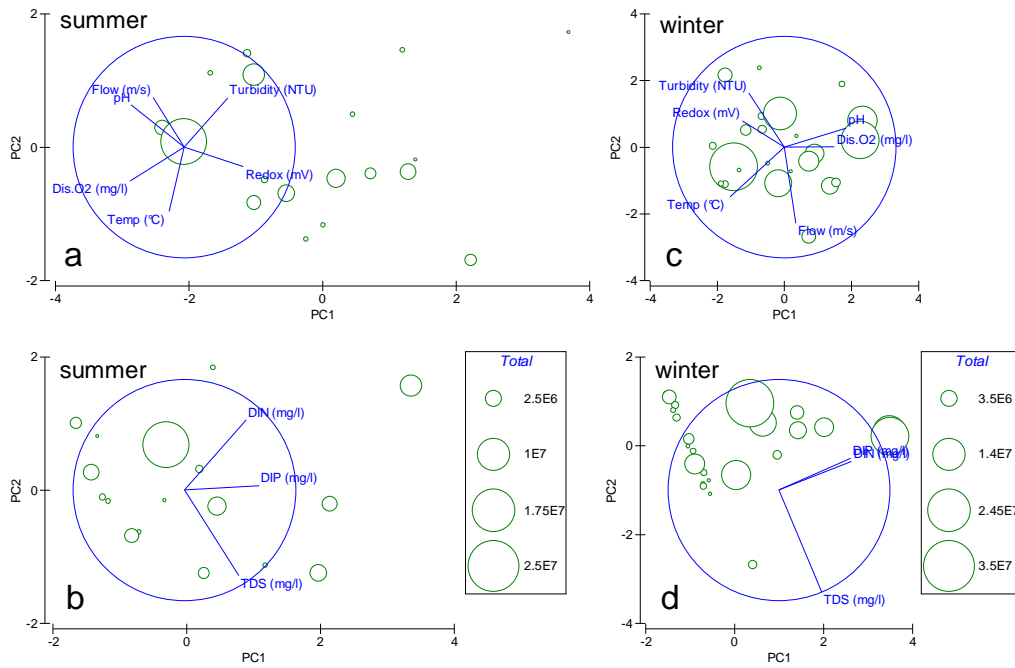 summer
2
1
0
-2
PC2
Flow (m/s)
pH
Turbidity (NTU)
Dis.O2 (mg/l)
Redox (mV)
Temp (°C)
a
-4
-2
0
2
4
PC1
winter
4
2
0
-2
-4
PC2
Turbidity (NTU)
Redox (mV)
pH
Dis.O2 (mg/l)
Temp (°C)
Flow (m/s)
c
-4
-2
0
2
4
PC1
summer
2
0
-2
PC2
DIN (mg/l)
DIP (mg/l)
TDS (mg/l)
b
-2
0
2
4
PC1
Total
2.5E6
1E7
1.75E7
2.5E7
winter
2
0
-2
-4
PC2
TDS (mg/l)
d
-2
0
2
4
PC1
Total
3.5E6
1.4E7
2.45E7
3.5E7